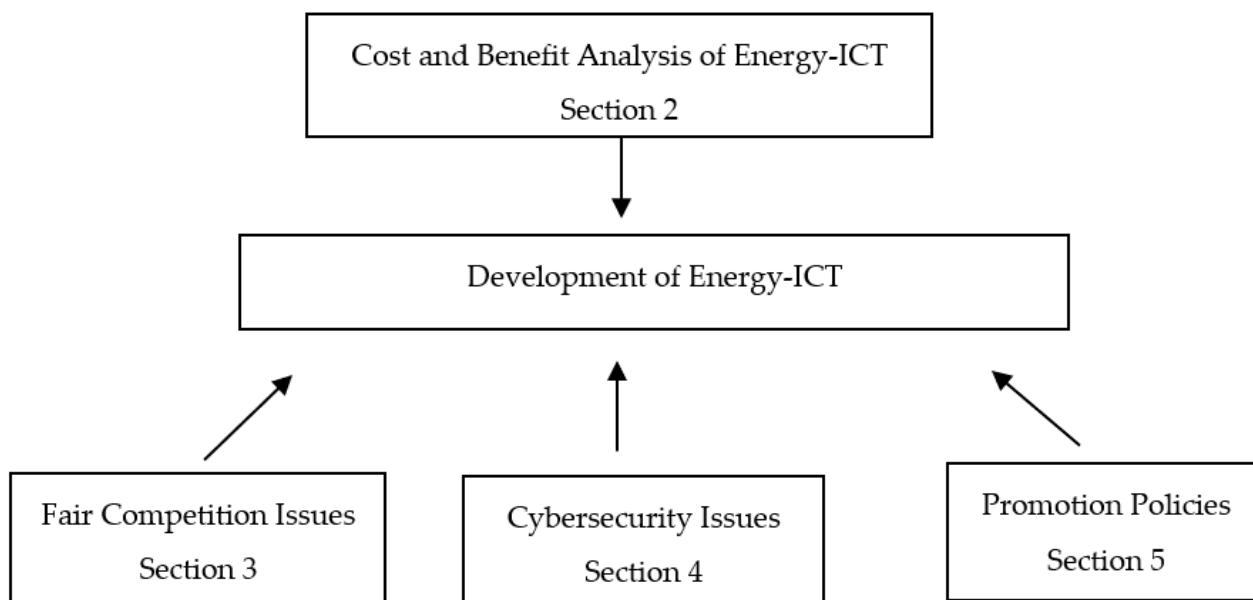 Cost and Benefit Analysis of Energy-ICT
Section 2
Development of Energy-ICT
Fair Competition Issues
Section 3
Cybersecurity Issues
Section 4
Promotion Policies
Section 5